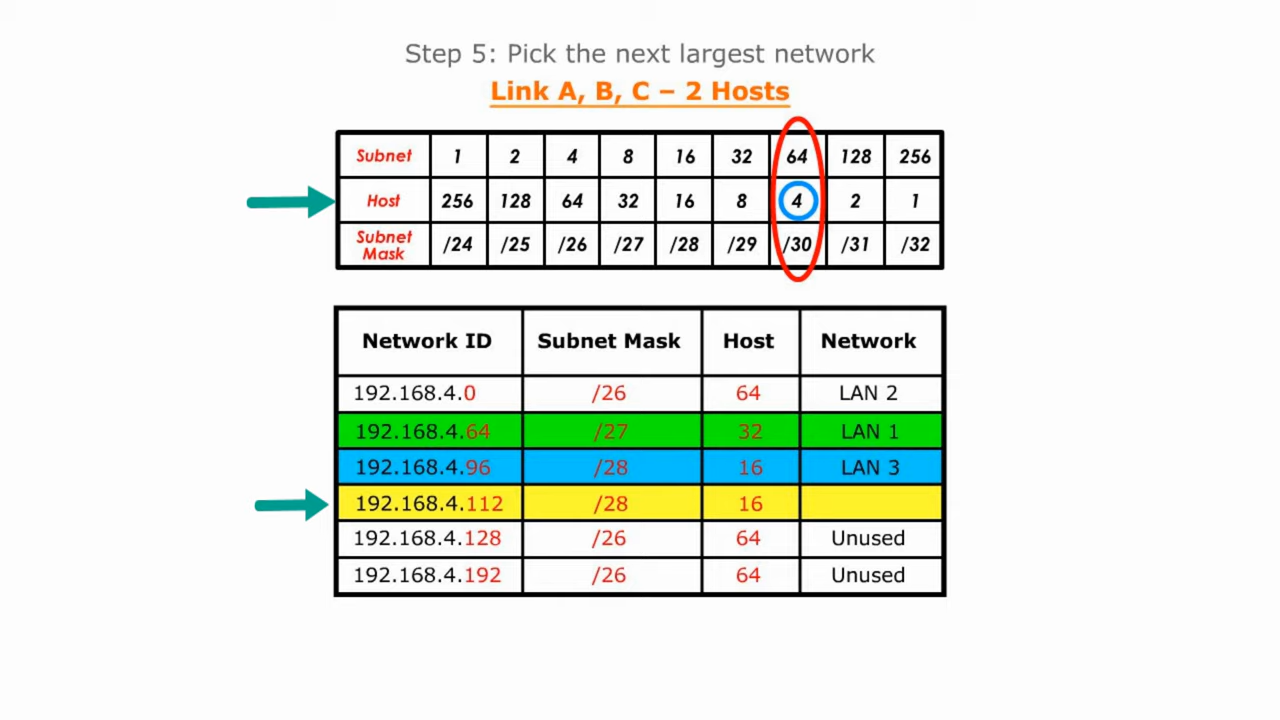 Step 5: Pick the next largest network
Link A, B, C – 2 Hosts
Subnet 1 2 4 8 16 32 64 128 256
Host 256 128 64 32 16 8 4 2 1
Subnet Mask /24 /25 /26 /27 /28 /29 /30 /31 /32
Network ID Subnet Mask Host Network
192.168.4.0 /26 64 LAN 2
192.168.4.64 /27 32 LAN 1
192.168.4.96 /28 16 LAN 3
192.168.4.112 /28 16
192.168.4.128 /26 64 Unused
192.168.4.192 /26 64 Unused